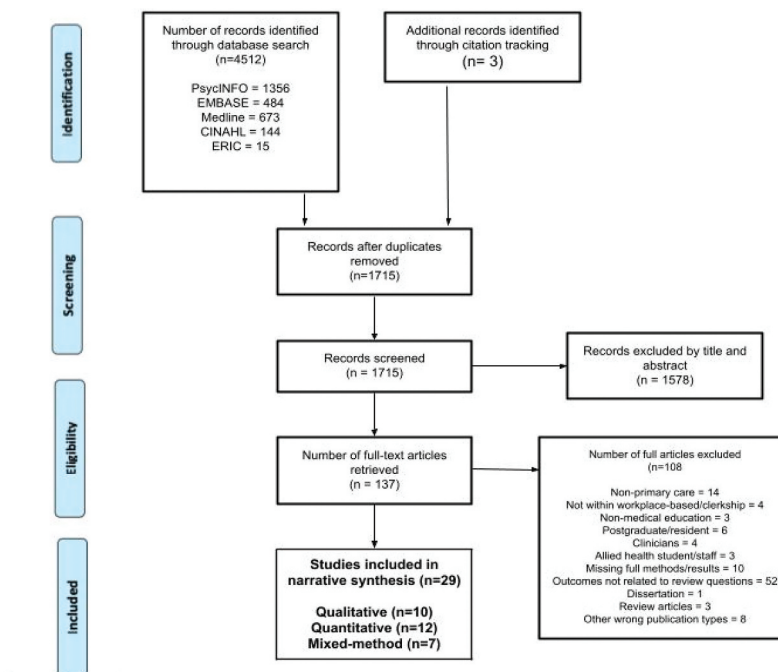 Identification
Number of records identified
through database search
(n=4512)
PsycINFO = 1356
EMBASE = 484
Medline = 673
CINAHL = 144
ERIC = 15
Additional records identified
through citation tracking
(n= 3)
Screening
Records after duplicates
removed
(n=1715)
Records screened
(n = 1715)
Records excluded by title and
abstract
(n = 1578)
Eligibility
Number of full-text articles
retrieved
(n = 137)
Number of full articles excluded
(n=108
Non-primary care = 14
Not within workplace-based/clerkship = 4
Non-medical education = 3
Postgraduate/resident = 6
Clinicians = 4
Allied health student/staff = 3
Missing full methods/results = 10
Outcomes not related to review questions = 52
Dissertation = 1
Review articles = 3
Other wrong publication types = 8
Included
Studies included in
narrative synthesis (n=29)
Qualitative (n=10)
Quantitative (n=12)
Mixed-method (n=7)